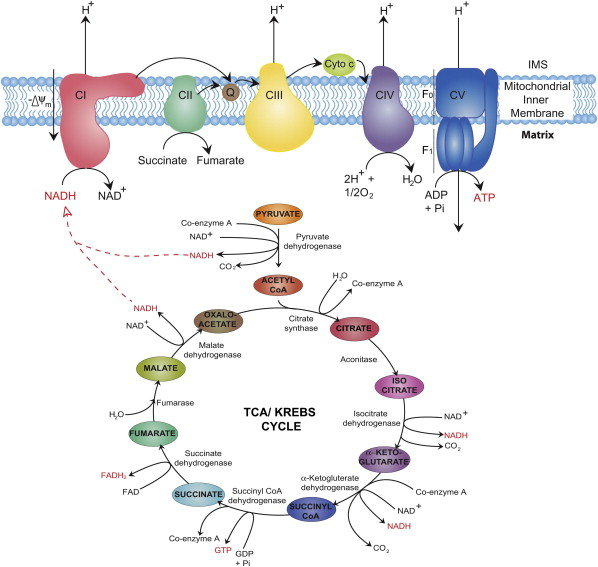 H⁺
H⁺
H⁺
H⁺
-ΔΨm
CI
CII
Q
CIII
Cyto c
CIV
F₀
CV
F₁
IMS
Mitochondrial
Inner
Membrane
Matrix
Succinate
Fumarate
NADH
NAD⁺
2H⁺ +
1/2O₂
H₂O
ADP
+ Pi
ATP
PYRUVATE
Co-enzyme A
NAD⁺
NADH
CO₂
Pyruvate
dehydrogenase
ACETYL
CoA
H₂O
Co-enzyme A
Citrate
synthase
NADH
NAD⁺
OXALO-
ACETATE
Malate
dehydrogenase
CITRATE
Aconitase
MALATE
ISO
CITRATE
Fumarase
H₂O
TCA/ KREBS
CYCLE
Isocitrate
dehydrogenase
NAD⁺
NADH
CO₂
FUMARATE
α-KETO-
GLUTARATE
Succinate
dehydrogenase
FADH₂
FAD
α-Ketogluterate
dehydrogenase
Co-enzyme A
NAD⁺
NADH
CO₂
SUCCINATE
Succinyl CoA
dehydrogenase
SUCCINYL
CoA
Co-enzyme A
GTP
GDP
+ Pi